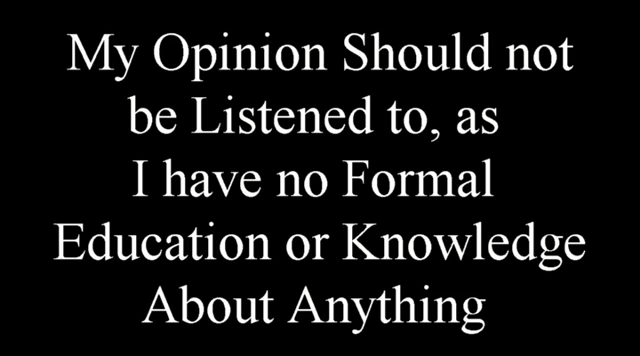 My Opinion Should not
be Listened to, as
I have no Formal
Education or Knowledge
About Anything